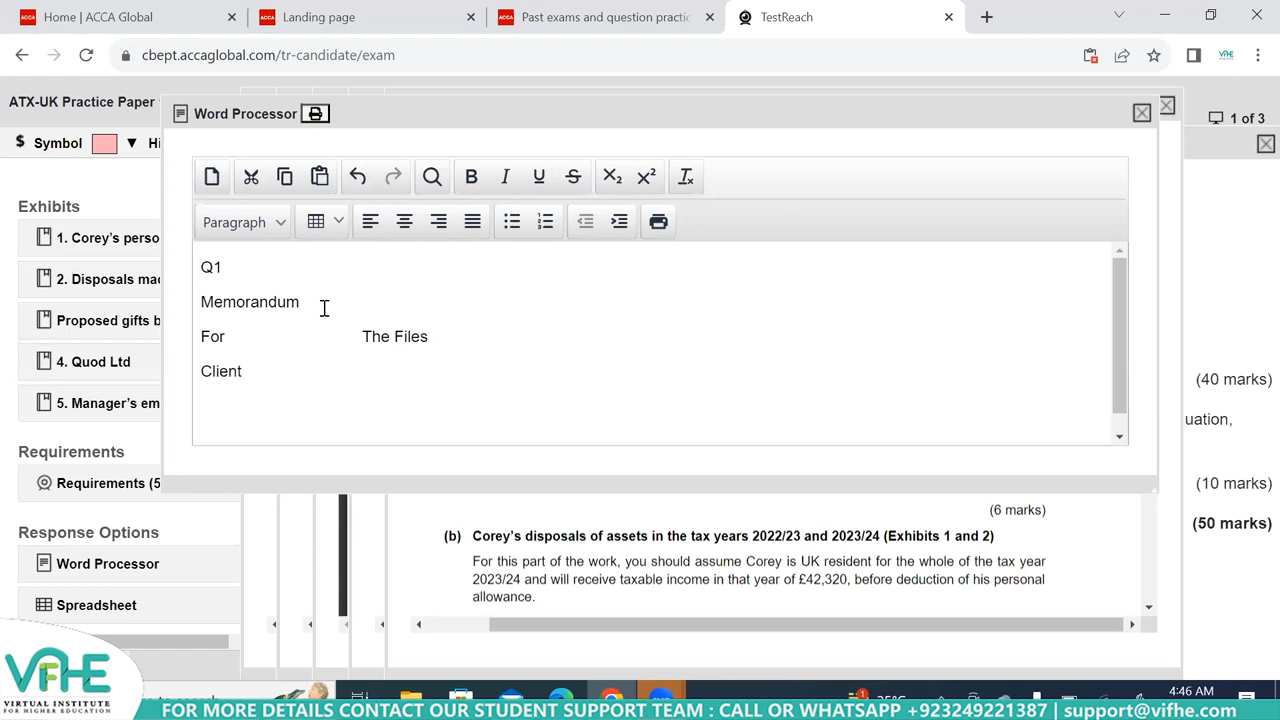 Home | ACCA Global
Landing page
Past exams and question practic
TestReach
cbept.accaglobal.com/tr-candidate/exam
ATX-UK Practice Paper
Word Processor
1 of 3
$ Symbol
Hi
Paragraph
Exhibits
1. Corey's perso
2. Disposals mad
Proposed gifts b
4. Quod Ltd
5. Manager's em
Requirements
Requirements (5
Response Options
Word Processor
Spreadsheet
Q1
Memorandum
For The Files
Client
(40 marks)
uation,
(10 marks)
(50 marks)
(6 marks)
(b) Corey's disposals of assets in the tax years 2022/23 and 2023/24 (Exhibits 1 and 2)
For this part of the work, you should assume Corey is UK resident for the whole of the tax year
2023/24 and will receive taxable income in that year of £42,320, before deduction of his personal
allowance.
4:46 AM
VFHE
VIRTUAL INSTITUTE
FOR HIGHER EDUCATION
FOR MORE DETAILS CONTACT OUR STUDENT SUPPORT TEAM : CALL OR WHATSAPP +923249221387 | support@vifhe.com